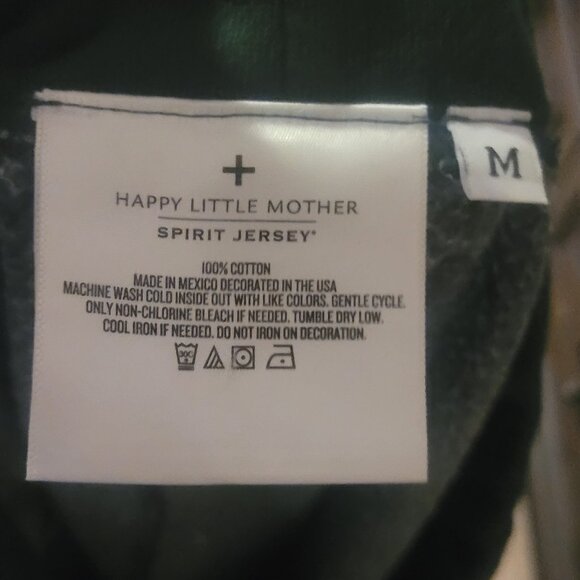 +
HAPPY LITTLE MOTHER
SPIRIT JERSEY®
100% COTTON
MADE IN MEXICO DECORATED IN THE USA
MACHINE WASH COLD INSIDE OUT WITH LIKE COLORS. GENTLE CYCLE.
ONLY NON-CHLORINE BLEACH IF NEEDED. TUMBLE DRY LOW.
COOL IRON IF NEEDED. DO NOT IRON ON DECORATION.
30C
M